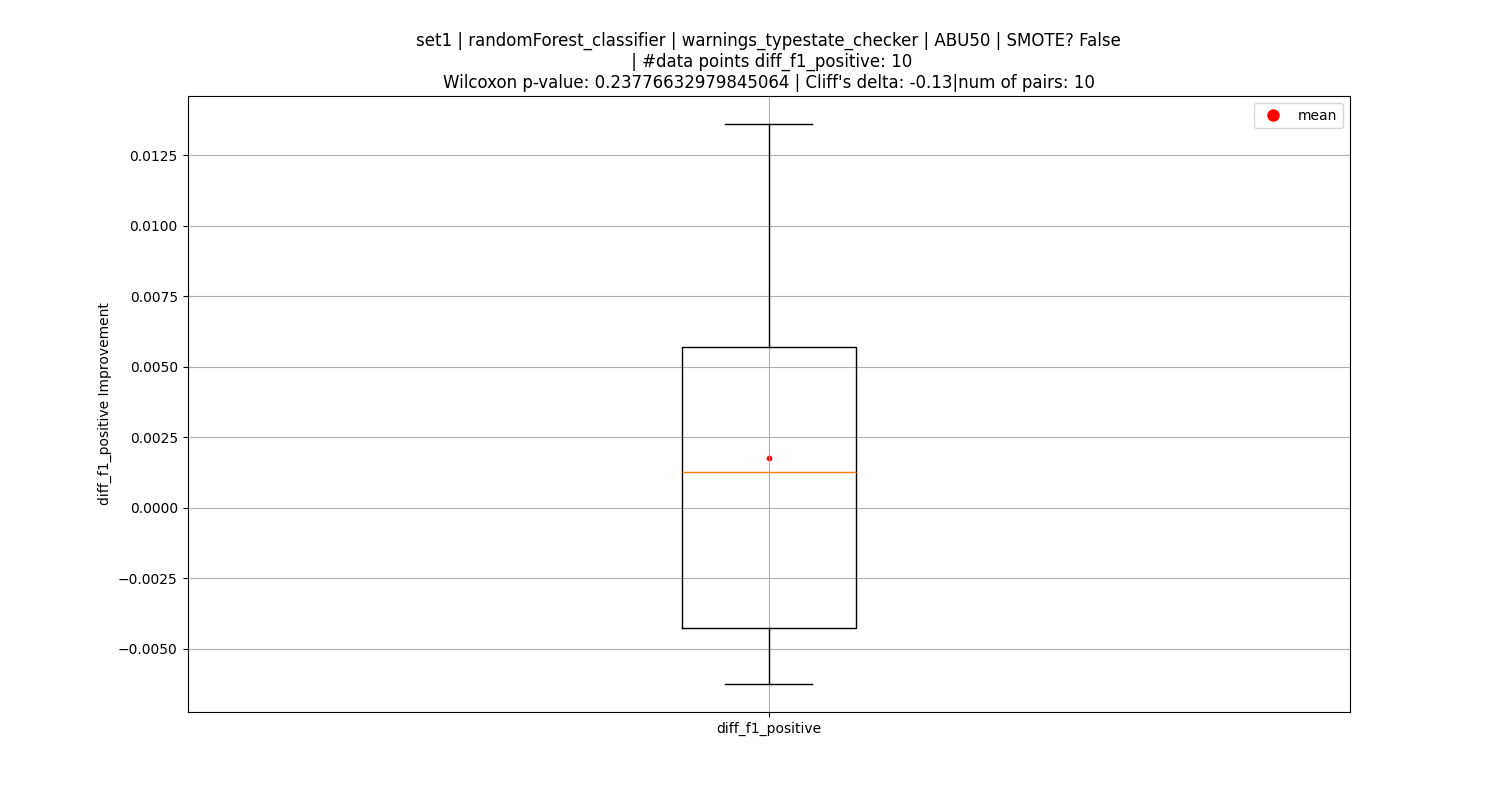 set1 | randomForest_classifier | warnings_typestate_checker | ABU50 | SMOTE? False
| #data points diff_f1_positive: 10
Wilcoxon p-value: 0.23776632979845064 | Cliff's delta: -0.13|num of pairs: 10
mean
0.0125
0.0100
0.0075
0.0050
0.0025
0.0000
−0.0025
−0.0050
diff_f1_positive Improvement
diff_f1_positive